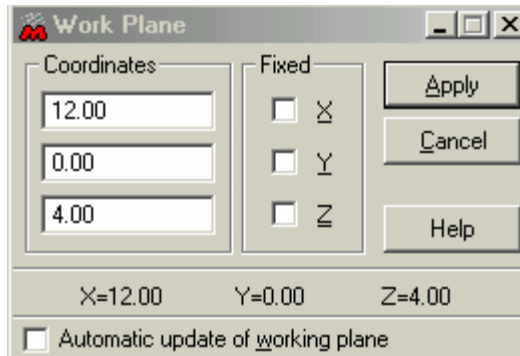 Work Plane
Coordinates
Fixed
12.00
X
Apply
0.00
Y
Cancel
4.00
Z
Help
X=12.00 Y=0.00 Z=4.00
Automatic update of working plane